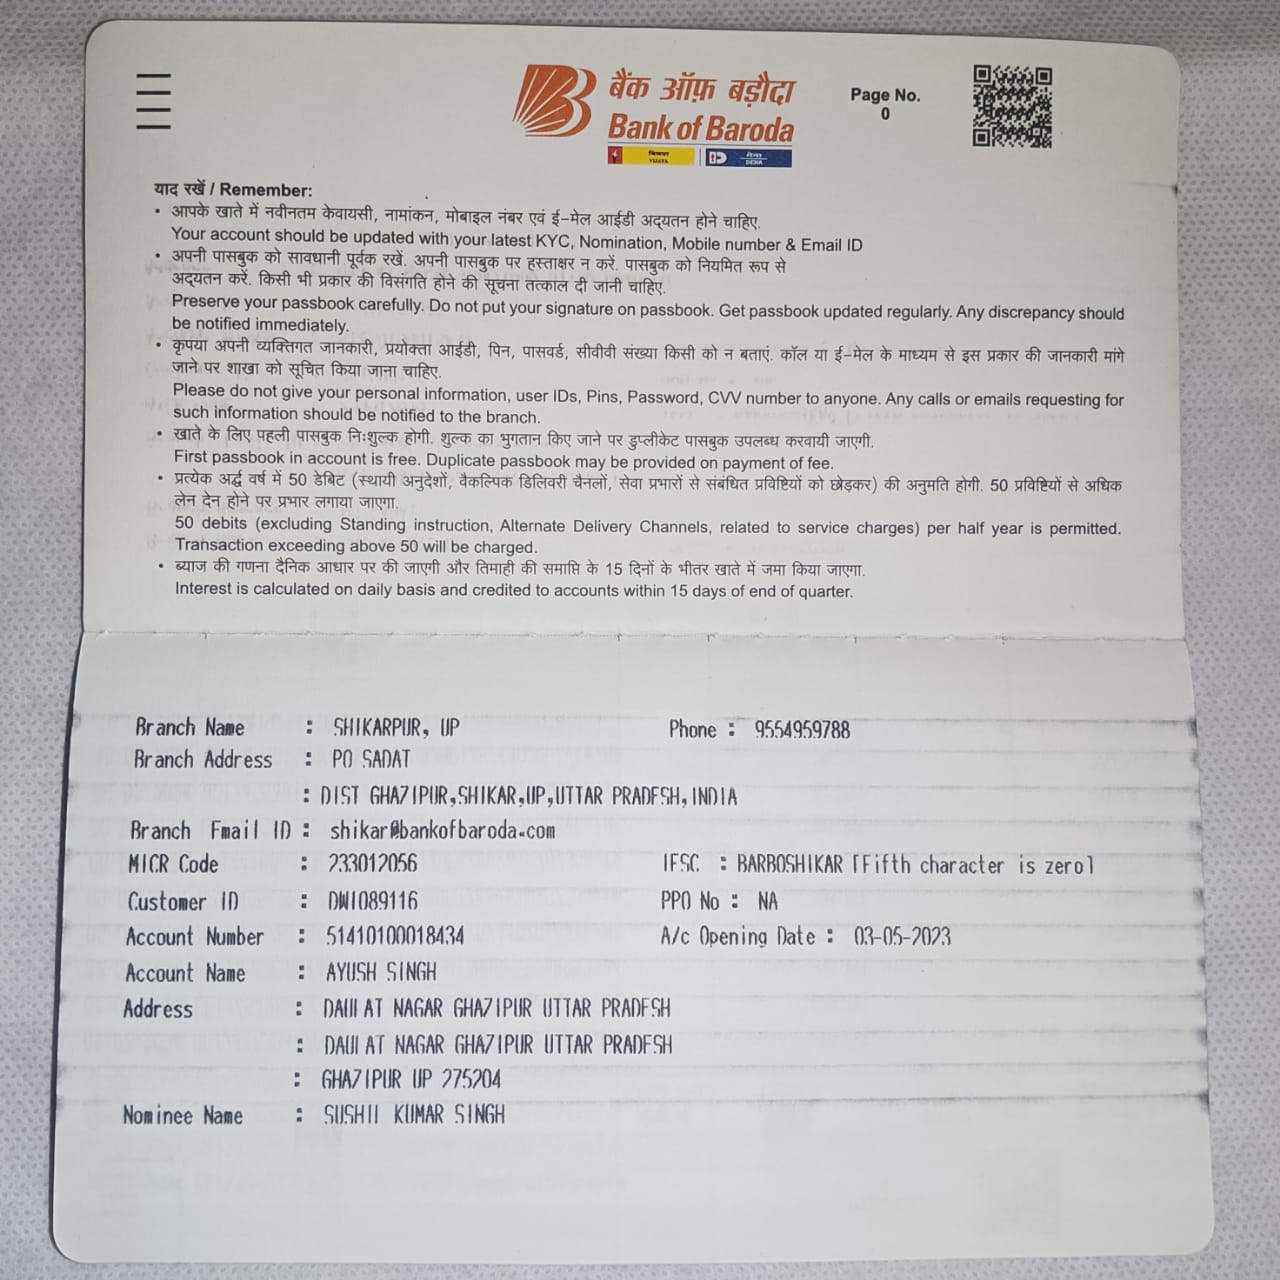 बैंक ऑफ़ बड़ौदा
Bank of Baroda
विजया VIJAYA देना DENA
Page No.
0
याद रखें / Remember:
• आपके खाते में नवीनतम केवायसी, नामांकन, मोबाइल नंबर एवं ई-मेल आईडी अद्यतन होने चाहिए.
Your account should be updated with your latest KYC, Nomination, Mobile number & Email ID
• अपनी पासबुक को सावधानी पूर्वक रखें. अपनी पासबुक पर हस्ताक्षर न करें. पासबुक को नियमित रूप से
अद्यतन करें. किसी भी प्रकार की विसंगति होने की सूचना तत्काल दी जानी चाहिए.
Preserve your passbook carefully. Do not put your signature on passbook. Get passbook updated regularly. Any discrepancy should
be notified immediately.
• कृपया अपनी व्यक्तिगत जानकारी, प्रयोक्ता आईडी, पिन, पासवर्ड, सीवीवी संख्या किसी को न बताएं. कॉल या ई-मेल के माध्यम से इस प्रकार की जानकारी मांगे
जाने पर शाखा को सूचित किया जाना चाहिए.
Please do not give your personal information, user IDs, Pins, Password, CVV number to anyone. Any calls or emails requesting for
such information should be notified to the branch.
• खाते के लिए पहली पासबुक निःशुल्क होगी. शुल्क का भुगतान किए जाने पर डुप्लीकेट पासबुक उपलब्ध करवायी जाएगी.
First passbook in account is free. Duplicate passbook may be provided on payment of fee.
• प्रत्येक अर्द्ध वर्ष में 50 डेबिट (स्थायी अनुदेशों, वैकल्पिक डिलिवरी चैनलों, सेवा प्रभारों से संबंधित प्रविष्टियों को छोड़कर) की अनुमति होगी. 50 प्रविष्टियों से अधिक
लेन देन होने पर प्रभार लगाया जाएगा.
50 debits (excluding Standing instruction, Alternate Delivery Channels, related to service charges) per half year is permitted.
Transaction exceeding above 50 will be charged.
• ब्याज की गणना दैनिक आधार पर की जाएगी और तिमाही की समाप्ति के 15 दिनों के भीतर खाते में जमा किया जाएगा.
Interest is calculated on daily basis and credited to accounts within 15 days of end of quarter.
Branch Name : SHIKARPUR, UP Phone : 9554959788
Branch Address : PO SADAT
: DIST GHAZIPUR,SHIKAR,UP,UTTAR PRADESH,INDIA
Branch Email ID : shikar@bankofbaroda.com
MICR Code : 233012056 IFSC : BARB0SHIKAR [Fifth character is zero]
Customer ID : DW1089116 PPO No : NA
Account Number : 51410100018434 A/c Opening Date : 03-05-2023
Account Name : AYUSH SINGH
Address : DAULAT NAGAR GHAZIPUR UTTAR PRADESH
: DAULAT NAGAR GHAZIPUR UTTAR PRADESH
: GHAZIPUR UP 275204
Nominee Name : SUSHIL KUMAR SINGH